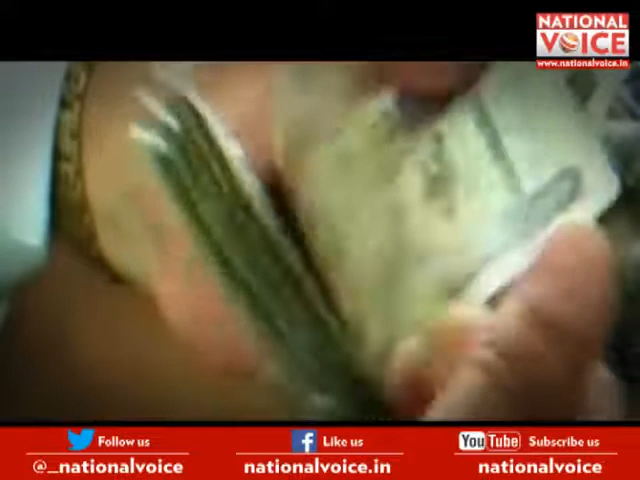 NATIONAL
VOICE
www.nationalvoice.in
Follow us
@_nationalvoice
Like us
nationalvoice.in
YouTube Subscribe us
nationalvoice